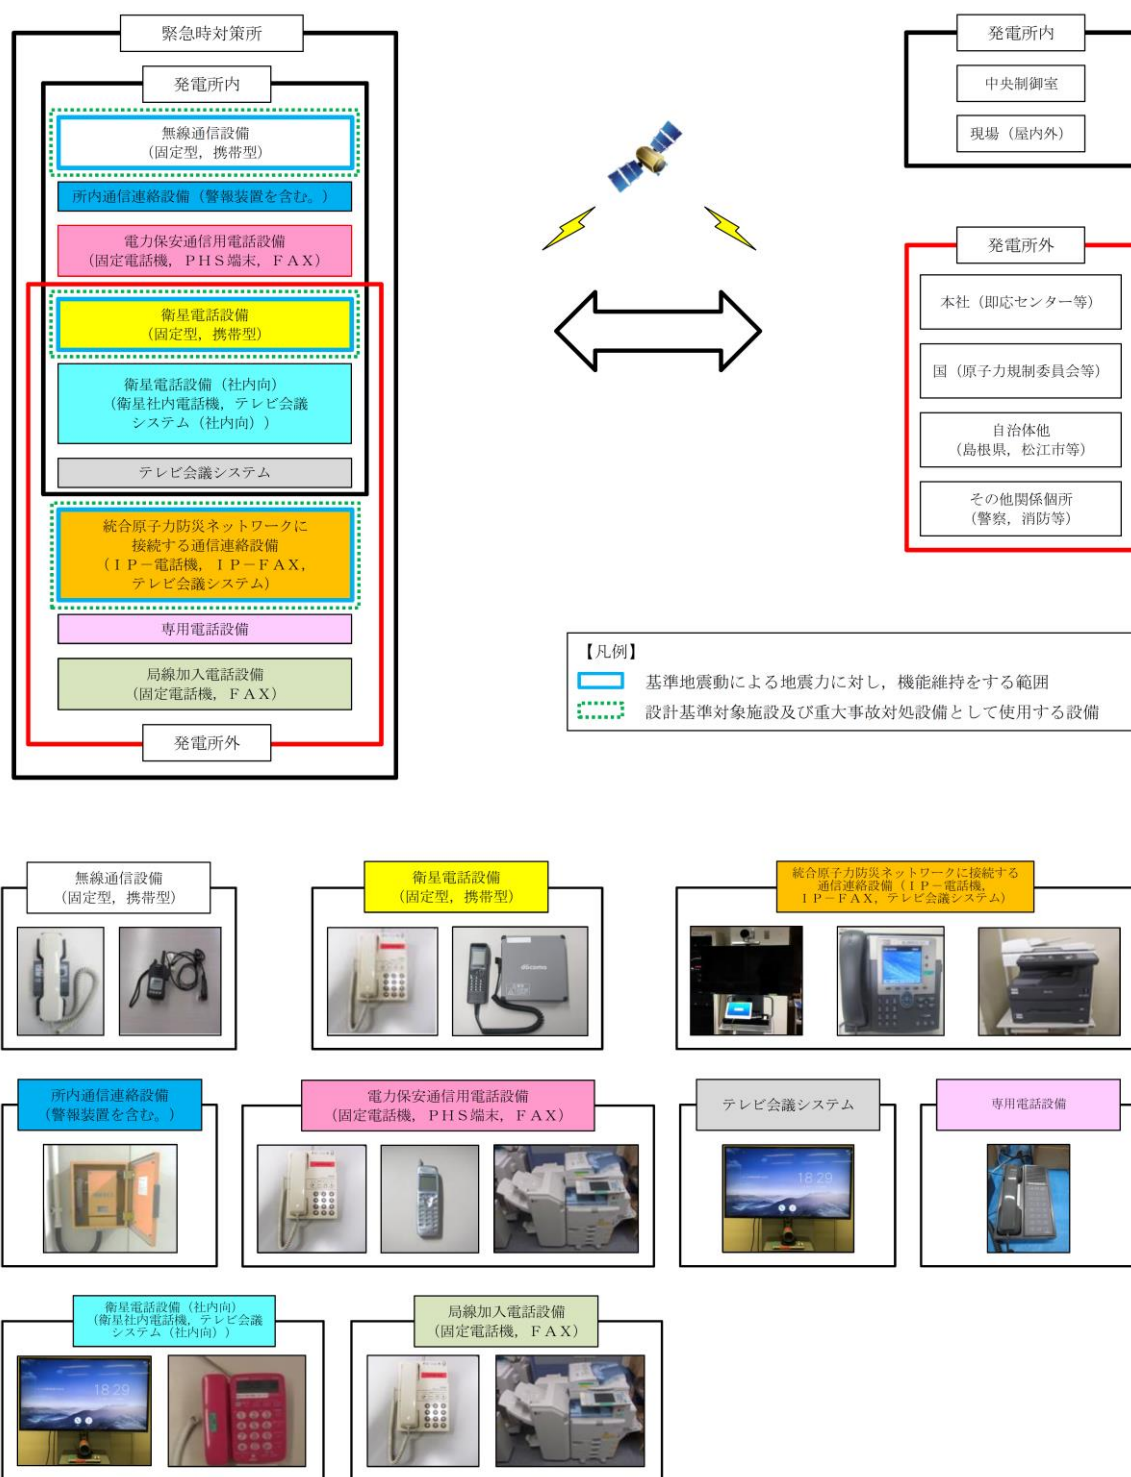 緊急時対策所
発電所内
無線通信設備
（固定型，携帯型）
所内通信連絡設備（警報装置を含む。）
電力保安通信用電話設備
（固定電話機，ＰＨＳ端末，ＦＡＸ）
衛星電話設備
（固定型，携帯型）
衛星電話設備（社内向）
（衛星社内電話機，テレビ会議
システム（社内向））
テレビ会議システム
統合原子力防災ネットワークに
接続する通信連絡設備
（ＩＰ－電話機，ＩＰ－ＦＡＸ，
テレビ会議システム）
専用電話設備
局線加入電話設備
（固定電話機，ＦＡＸ）
発電所外
発電所内
中央制御室
現場（屋内外）
発電所外
本社（即応センター等）
国（原子力規制委員会等）
自治体他
（島根県，松江市等）
その他関係個所
（警察，消防等）
【凡例】
基準地震動による地震力に対し，機能維持をする範囲
設計基準対象施設及び重大事故対処設備として使用する設備
無線通信設備
（固定型，携帯型）
衛星電話設備
（固定型，携帯型）
döcomo
統合原子力防災ネットワークに接続する
通信連絡設備（ＩＰ－電話機，
ＩＰ－ＦＡＸ，テレビ会議システム）
所内通信連絡設備
（警報装置を含む。）
電力保安通信用電話設備
（固定電話機，ＰＨＳ端末，ＦＡＸ）
テレビ会議システム
18:29
専用電話設備
衛星電話設備（社内向）
（衛星社内電話機，テレビ会議
システム（社内向））
18:29
局線加入電話設備
（固定電話機，ＦＡＸ）